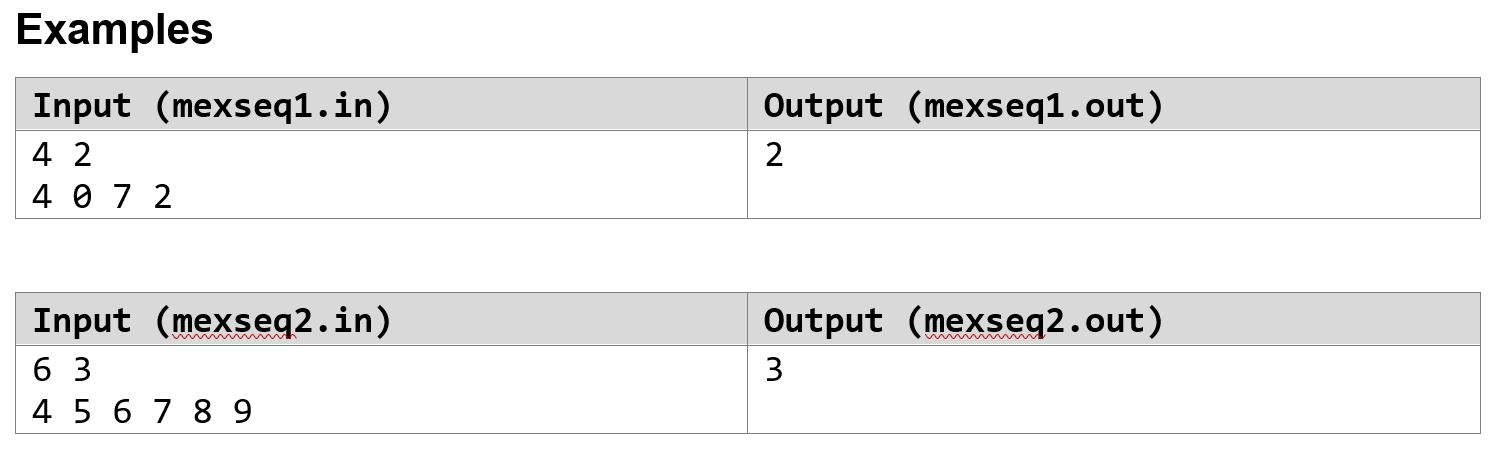 Examples
Input (mexseq1.in) Output (mexseq1.out)
4 2 2
4 0 7 2
Input (mexseq2.in) Output (mexseq2.out)
6 3 3
4 5 6 7 8 9